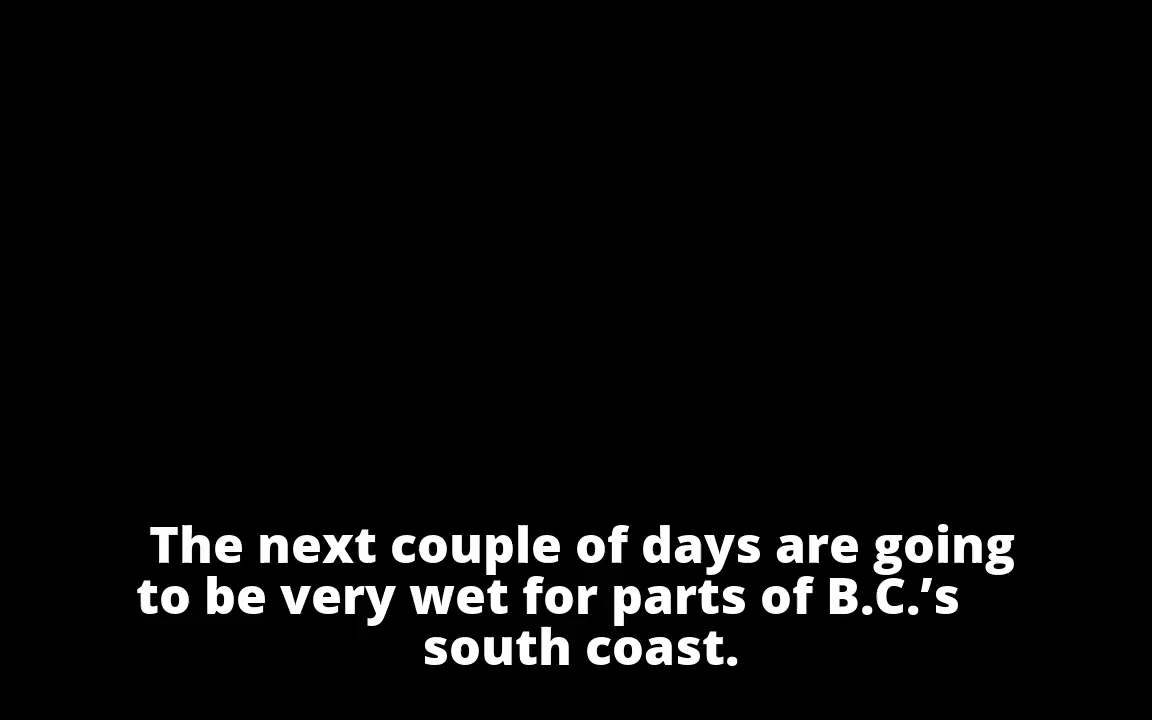 The next couple of days are going
to be very wet for parts of B.C.’s
south coast.